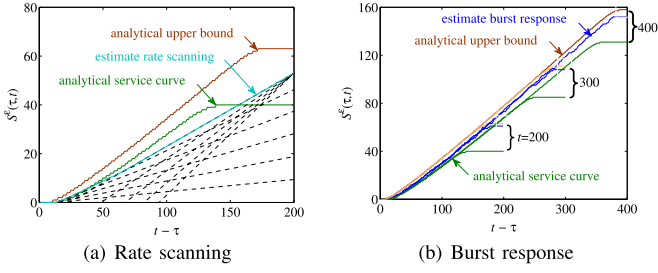 80
60
40
20
0
S^ε(τ,t)
analytical upper bound
estimate rate scanning
analytical service curve
0 50 100 150 200
t − τ
(a) Rate scanning
160
120
80
40
0
S^ε(τ,t)
estimate burst response
analytical upper bound
400
300
t=200
analytical service curve
0 100 200 300 400
t − τ
(b) Burst response